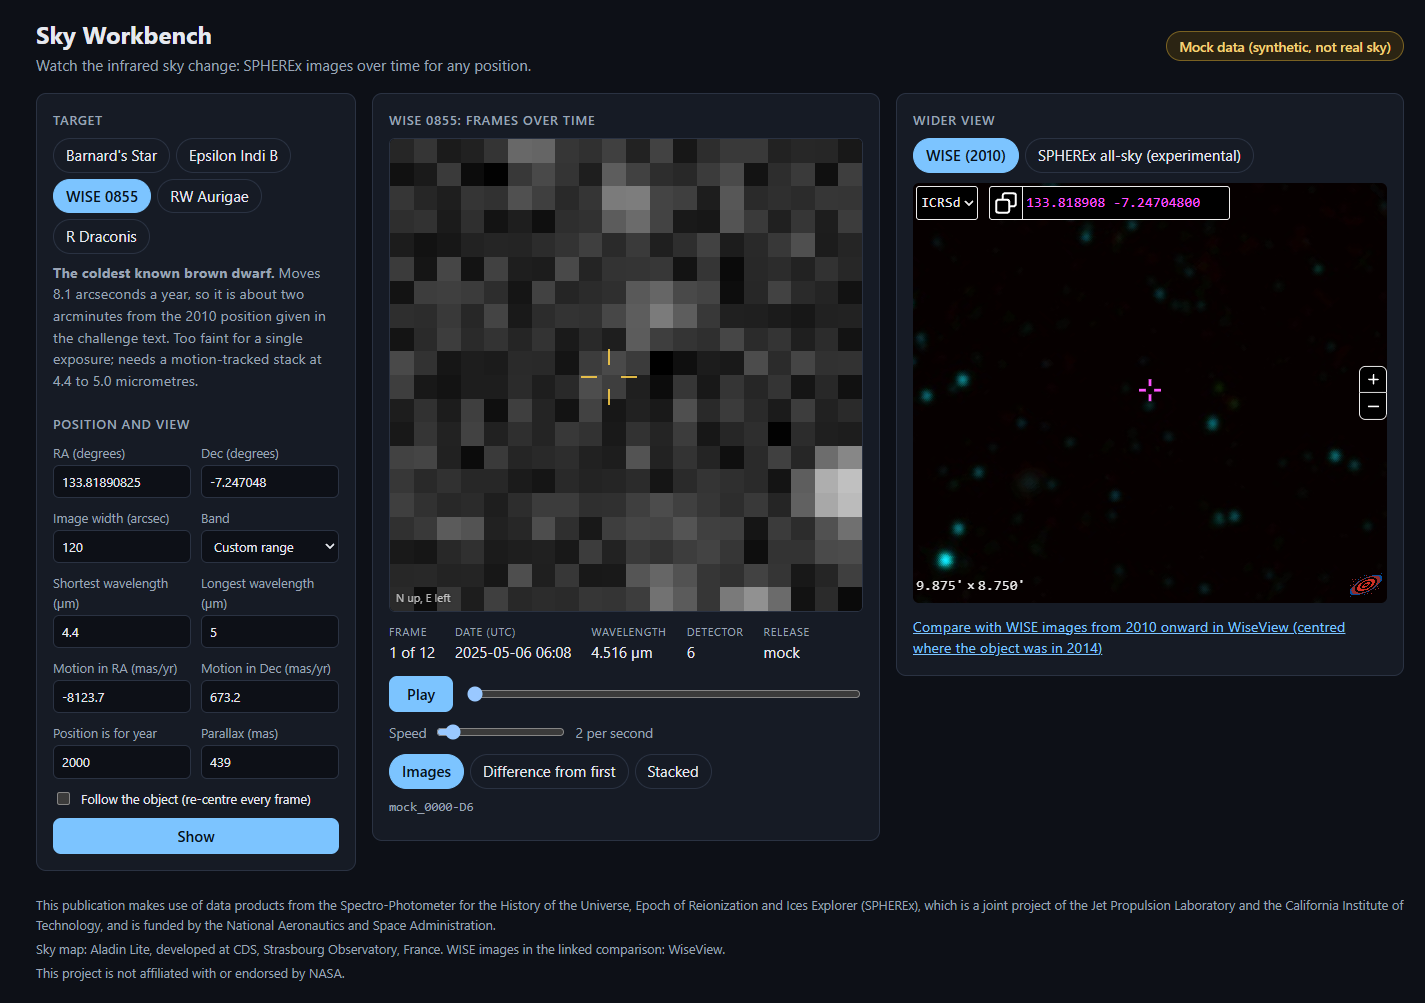 Sky Workbench
Watch the infrared sky change: SPHEREx images over time for any position.
Mock data (synthetic, not real sky)
TARGET
Barnard's Star
Epsilon Indi B
WISE 0855
RW Aurigae
R Draconis
The coldest known brown dwarf. Moves
8.1 arcseconds a year, so it is about two
arcminutes from the 2010 position given in
the challenge text. Too faint for a single
exposure; needs a motion-tracked stack at
4.4 to 5.0 micrometres.
POSITION AND VIEW
RA (degrees)
Dec (degrees)
133.81890825
-7.247048
Image width (arcsec)
Band
120
Custom range
Shortest wavelength
(μm)
Longest wavelength
(μm)
4.4
5
Motion in RA (mas/yr)
Motion in Dec (mas/yr)
-8123.7
673.2
Position is for year
Parallax (mas)
2000
439
Follow the object (re-centre every frame)
Show
WISE 0855: FRAMES OVER TIME
N up, E left
FRAME
DATE (UTC)
WAVELENGTH
DETECTOR
RELEASE
1 of 12
2025-05-06 06:08
4.516 μm
6
mock
Play
Speed
2 per second
Images
Difference from first
Stacked
mock_0000-D6
WIDER VIEW
WISE (2010)
SPHEREx all-sky (experimental)
ICRSd
133.818908 -7.24704800
+
−
9.875' × 8.750'
Compare with WISE images from 2010 onward in WiseView (centred
where the object was in 2014)
This publication makes use of data products from the Spectro-Photometer for the History of the Universe, Epoch of Reionization and Ices Explorer (SPHEREx), which is a joint project of the Jet Propulsion Laboratory and the California Institute of
Technology, and is funded by the National Aeronautics and Space Administration.
Sky map: Aladin Lite, developed at CDS, Strasbourg Observatory, France. WISE images in the linked comparison: WiseView.
This project is not affiliated with or endorsed by NASA.